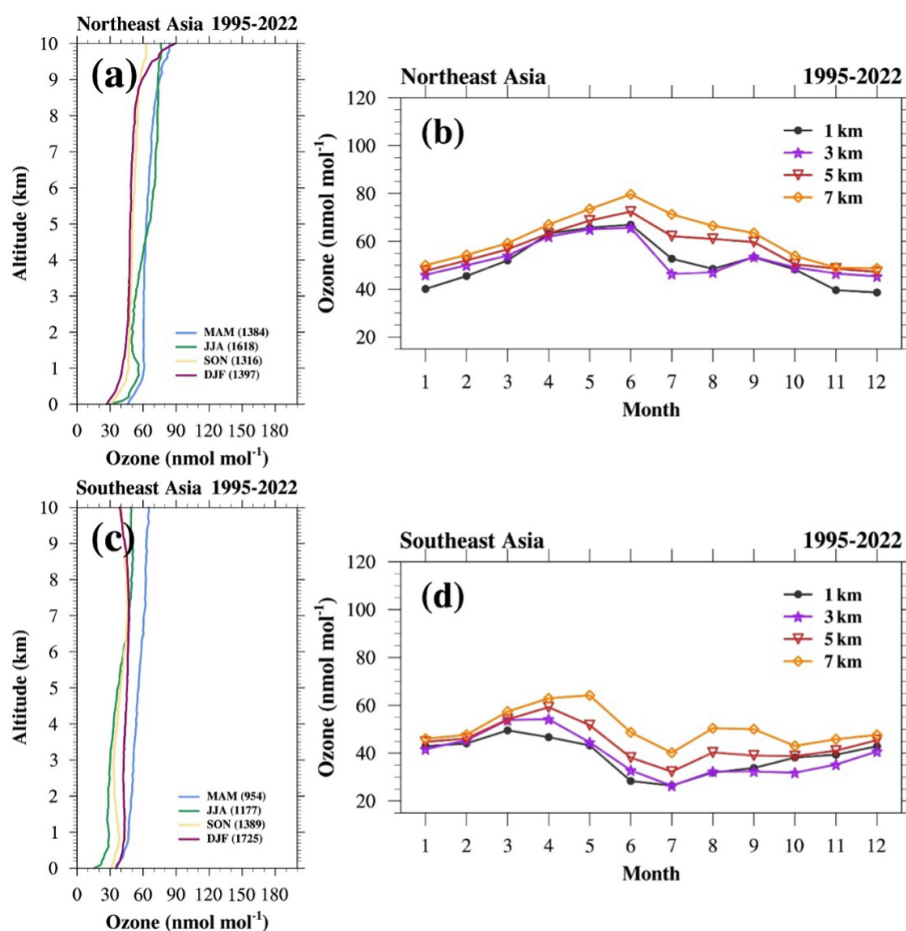 Northeast Asia 1995-2022
(a)
10
9
8
7
6
5
4
3
2
1
0
Altitude (km)
MAM (1384)
JJA (1618)
SON (1316)
DJF (1397)
0 30 60 90 120 150 180
Ozone (nmol mol⁻¹)
Northeast Asia 1995-2022
(b)
120
100
80
60
40
20
Ozone (nmol mol⁻¹)
1 km
3 km
5 km
7 km
1 2 3 4 5 6 7 8 9 10 11 12
Month
Southeast Asia 1995-2022
(c)
10
9
8
7
6
5
4
3
2
1
0
Altitude (km)
MAM (954)
JJA (1177)
SON (1389)
DJF (1725)
0 30 60 90 120 150 180
Ozone (nmol mol⁻¹)
Southeast Asia 1995-2022
(d)
120
100
80
60
40
20
Ozone (nmol mol⁻¹)
1 km
3 km
5 km
7 km
1 2 3 4 5 6 7 8 9 10 11 12
Month